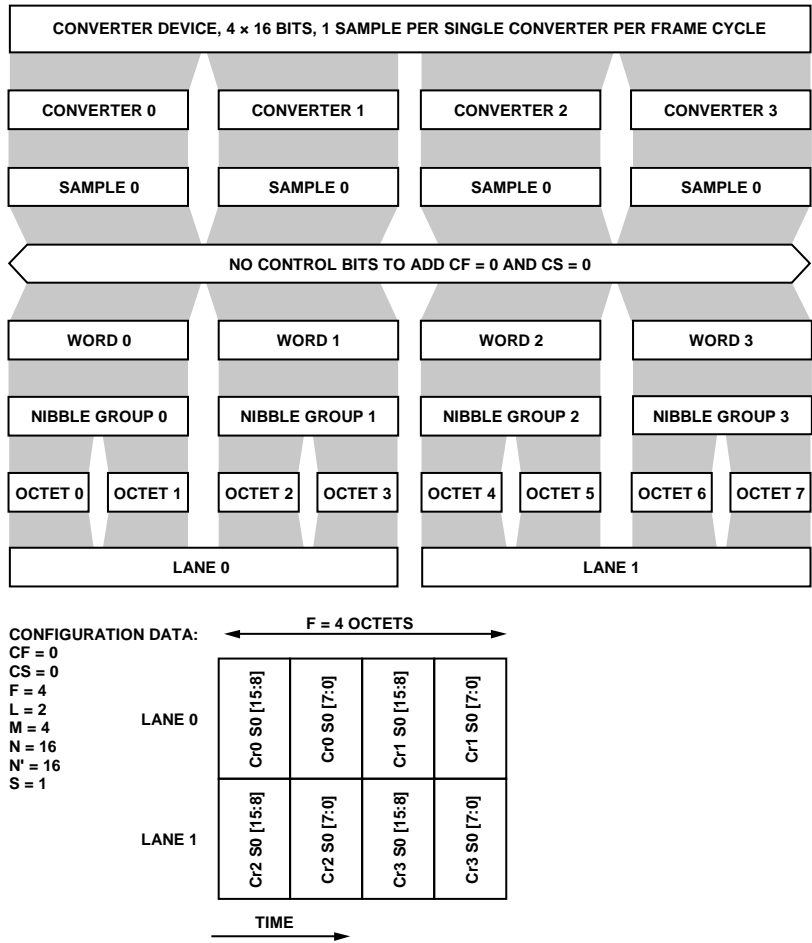 CONVERTER DEVICE, 4 × 16 BITS, 1 SAMPLE PER SINGLE CONVERTER PER FRAME CYCLE
CONVERTER 0 CONVERTER 1 CONVERTER 2 CONVERTER 3
SAMPLE 0 SAMPLE 0 SAMPLE 0 SAMPLE 0
NO CONTROL BITS TO ADD CF = 0 AND CS = 0
WORD 0 WORD 1 WORD 2 WORD 3
NIBBLE GROUP 0 NIBBLE GROUP 1 NIBBLE GROUP 2 NIBBLE GROUP 3
OCTET 0 OCTET 1 OCTET 2 OCTET 3 OCTET 4 OCTET 5 OCTET 6 OCTET 7
LANE 0 LANE 1
CONFIGURATION DATA:
CF = 0
CS = 0
F = 4
L = 2
M = 4
N = 16
N' = 16
S = 1
F = 4 OCTETS
LANE 0
Cr0 S0 [15:8]
Cr0 S0 [7:0]
Cr1 S0 [15:8]
Cr1 S0 [7:0]
LANE 1
Cr2 S0 [15:8]
Cr2 S0 [7:0]
Cr3 S0 [15:8]
Cr3 S0 [7:0]
TIME